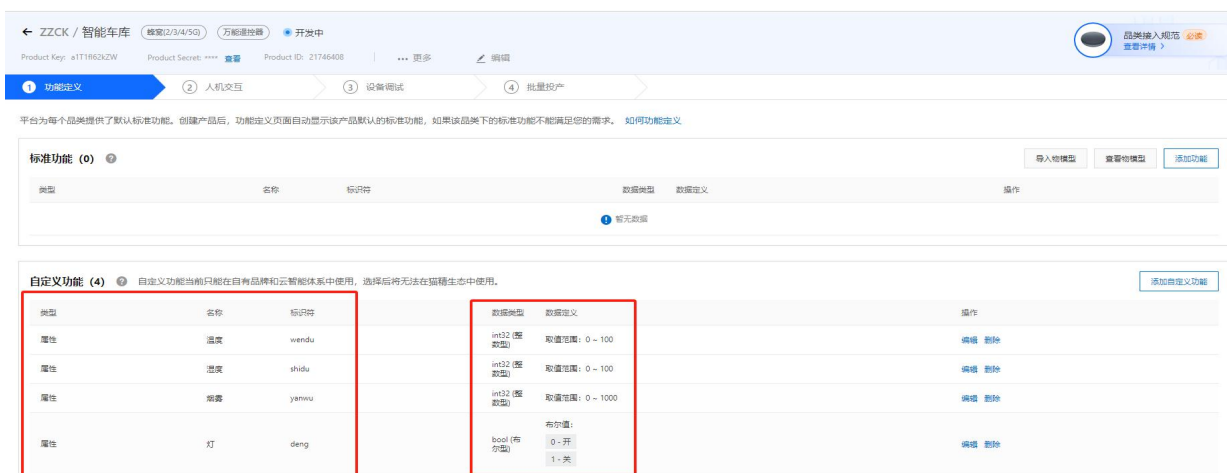 ← ZZCK / 智能车库 蜂窝(2/3/4/5G) 万能遥控器 开发中
品类接入规范 必读
查看详情 >
Product Key: a1T1fI62kZW Product Secret: **** 查看 Product ID: 21746408 ••• 更多 编辑
1 功能定义 2 人机交互 3 设备调试 4 批量投产
平台为每个品类提供了默认标准功能。创建产品后，功能定义页面自动显示该产品默认的标准功能，如果该品类下的标准功能不能满足您的需求。 如何功能定义
标准功能（0） ? 导入物模型 查看物模型 添加功能
类型 名称 标识符 数据类型 数据定义 操作
! 暂无数据
自定义功能（4） ? 自定义功能当前只能在自有品牌和云智能体系中使用，选择后将无法在猫精生态中使用。 添加自定义功能
类型 名称 标识符 数据类型 数据定义 操作
属性 温度 wendu int32 (整数型) 取值范围：0 ~ 100 编辑 删除
属性 湿度 shidu int32 (整数型) 取值范围：0 ~ 100 编辑 删除
属性 烟雾 yanwu int32 (整数型) 取值范围：0 ~ 1000 编辑 删除
属性 灯 deng bool (布尔型) 布尔值： 编辑 删除
0 - 开
1 - 关